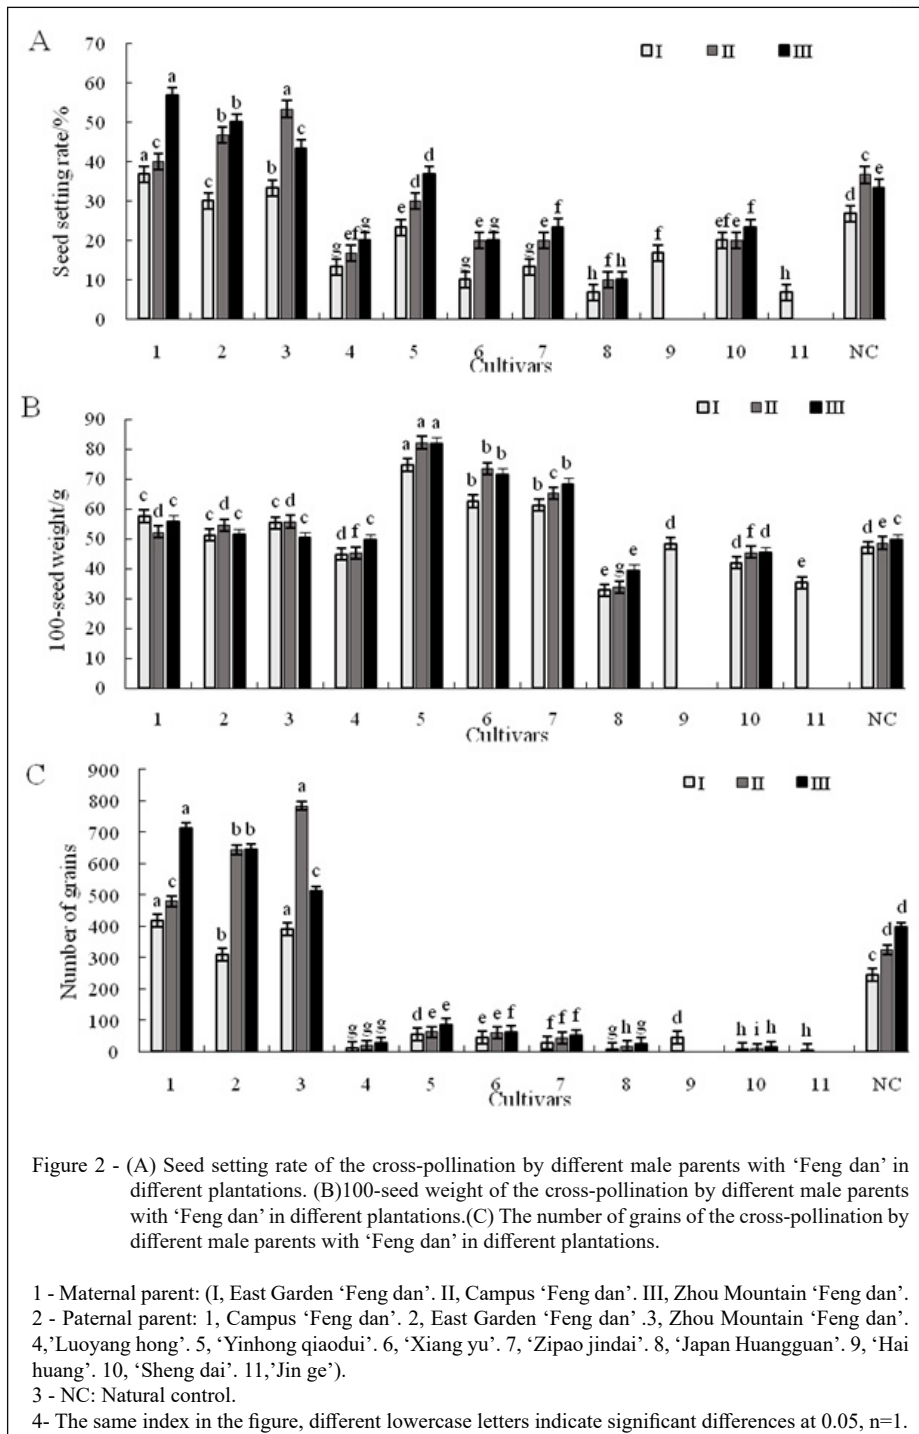 A
70
60
50
40
30
20
10
0
Seed setting rate/%
I II III
a c a
c b b
b a c
g ef g
e d d
g e g
g e f
h f h
f
ef e f
h
d c e
1 2 3 4 5 6 7 8 9 10 11 NC
Cultivars
B
90
80
70
60
50
40
30
20
10
0
100-seed weight/g
I II III
c d c
c d c
c d c
d f c
a a a
b b b
b c b
e g e
d
d f d
e
c e c
1 2 3 4 5 6 7 8 9 10 11 NC
Cultivars
C
900
800
700
600
500
400
300
200
100
0
Number of grains
I II III
a c a
b b b
a a c
g g g
d e e
e e f
f f f
g h g
d
h i h
h
c d d
1 2 3 4 5 6 7 8 9 10 11 NC
Cultivars
Figure 2 - (A) Seed setting rate of the cross-pollination by different male parents with ‘Feng dan’ in
different plantations. (B)100-seed weight of the cross-pollination by different male parents
with ‘Feng dan’ in different plantations.(C) The number of grains of the cross-pollination by
different male parents with ‘Feng dan’ in different plantations.
1 - Maternal parent: (I, East Garden ‘Feng dan’. II, Campus ‘Feng dan’. III, Zhou Mountain ‘Feng dan’.
2 - Paternal parent: 1, Campus ‘Feng dan’. 2, East Garden ‘Feng dan’ .3, Zhou Mountain ‘Feng dan’.
4,’Luoyang hong’. 5, ‘Yinhong qiaodui’. 6, ‘Xiang yu’. 7, ‘Zipao jindai’. 8, ‘Japan Huangguan’. 9, ‘Hai
huang’. 10, ‘Sheng dai’. 11,’Jin ge’).
3 - NC: Natural control.
4- The same index in the figure, different lowercase letters indicate significant differences at 0.05, n=1.